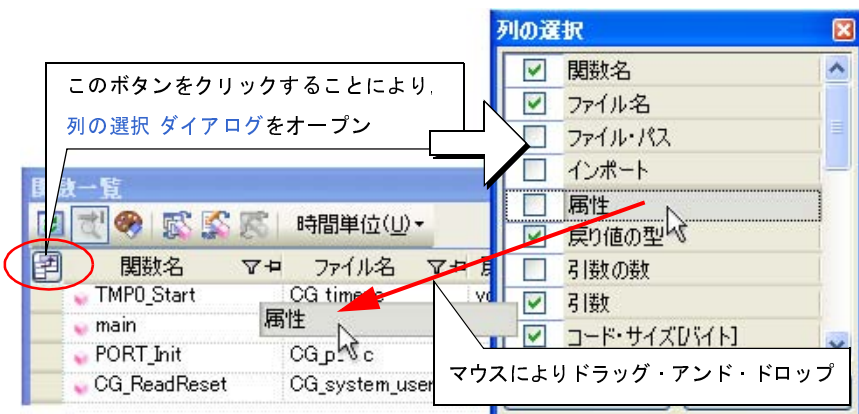 列の選択
このボタンをクリックすることにより,
列の選択 ダイアログをオープン
関数名
ファイル名
ファイル・パス
インポート
属性
戻り値の型
引数の数
引数
コード・サイズ[バイト]
関数一覧
時間単位(U)
関数名 ファイル名
TMP0_Start
main
PORT_Init
CG_ReadReset CG_system_user
属性
マウスによりドラッグ・アンド・ドロップ